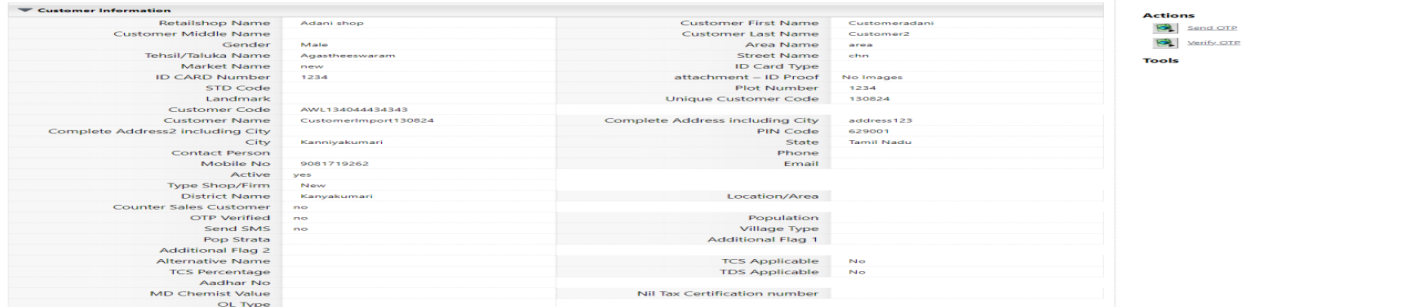 Customer Information
Retailshop Name Adani shop Customer First Name Customeradani
Customer Middle Name Customer Last Name Customer2
Gender Male Area Name area
Tehsil/Taluka Name Agastheeswaram Street Name chn
Market Name new ID Card Type
ID CARD Number 1234 attachment – ID Proof No Images
STD Code Plot Number 1234
Landmark Unique Customer Code 130824
Customer Code AWL134044434343
Customer Name CustomerImport130824 Complete Address including City address123
Complete Address2 including City PIN Code 629001
City Kanniyakumari State Tamil Nadu
Contact Person Phone
Mobile No 9081719262 Email
Active yes
Type Shop/Firm New
District Name Kanyakumari Location/Area
Counter Sales Customer no
OTP Verified no Population
Send SMS no Village Type
Pop Strata Additional Flag 1
Additional Flag 2
Alternative Name TCS Applicable No
TCS Percentage TDS Applicable No
Aadhar No
MD Chemist Value Nil Tax Certification number
OL Type
Actions
Send OTP
Verify OTP
Tools